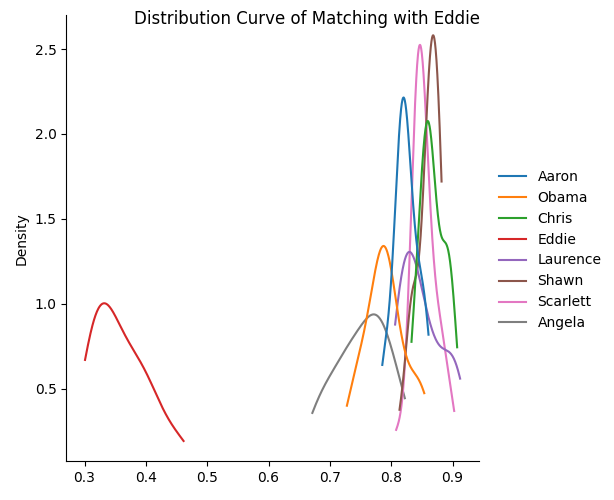 Distribution Curve of Matching with Eddie
2.5
2.0
1.5
1.0
0.5
Density
0.3 0.4 0.5 0.6 0.7 0.8 0.9
Aaron
Obama
Chris
Eddie
Laurence
Shawn
Scarlett
Angela